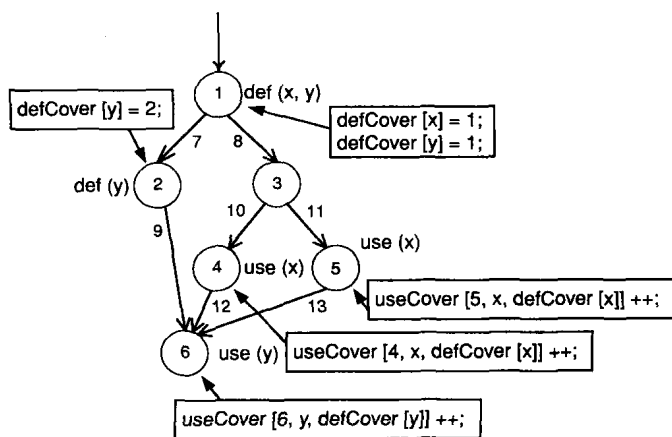 1
def (x, y)
defCover [y] = 2;
defCover [x] = 1;
defCover [y] = 1;
7
8
def (y)
2
3
9
10
11
use (x)
4
use (x)
5
useCover [5, x, defCover [x]] ++;
12
13
6
use (y)
useCover [4, x, defCover [x]] ++;
useCover [6, y, defCover [y]] ++;